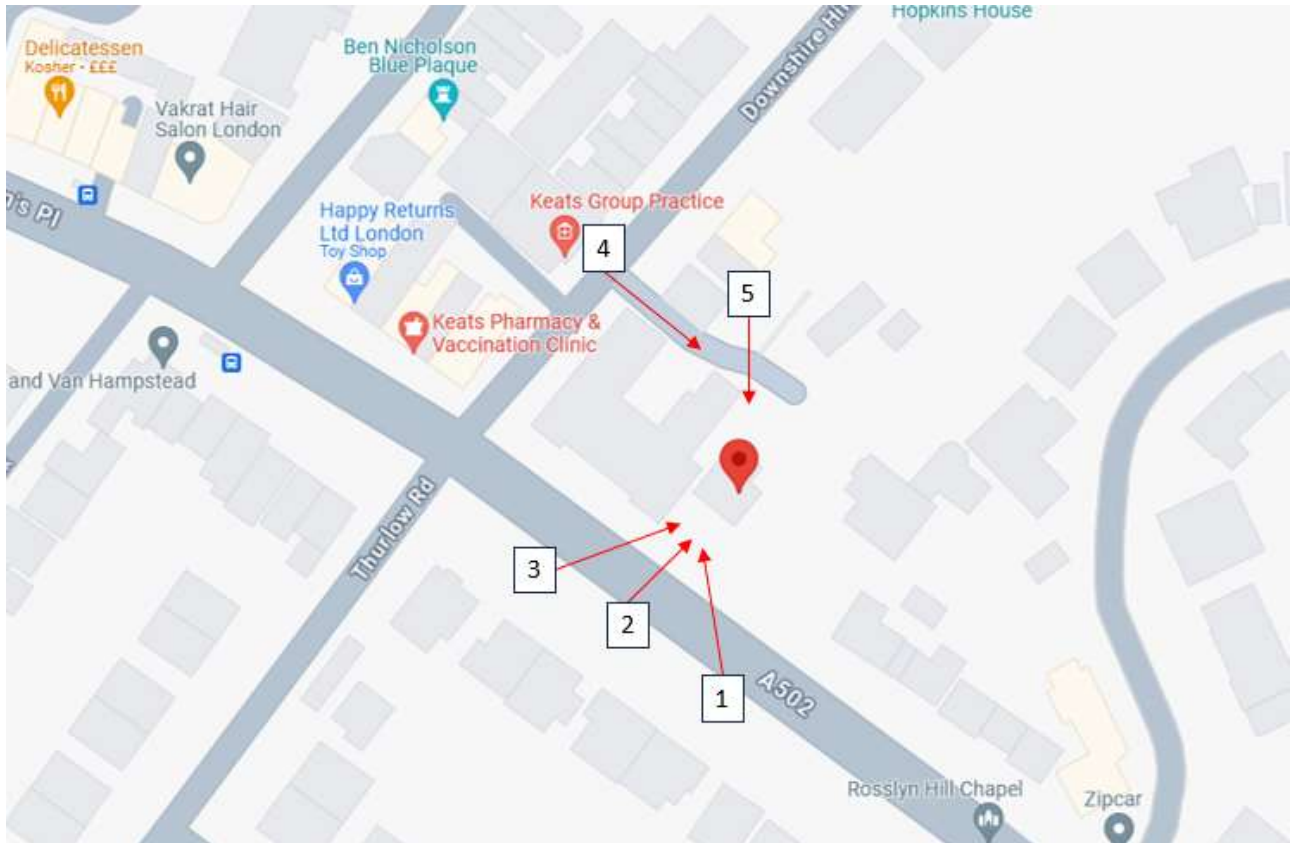 Hopkins House
Delicatessen
Kosher - £££
Ben Nicholson
Blue Plaque
Downshire Hil
Vakrat Hair
Salon London
n's Pl
Keats Group Practice
Happy Returns
Ltd London
Toy Shop
4
5
Keats Pharmacy &
Vaccination Clinic
and Van Hampstead
Thurlow Rd
3
2
1
A502
Rosslyn Hill Chapel
Zipcar